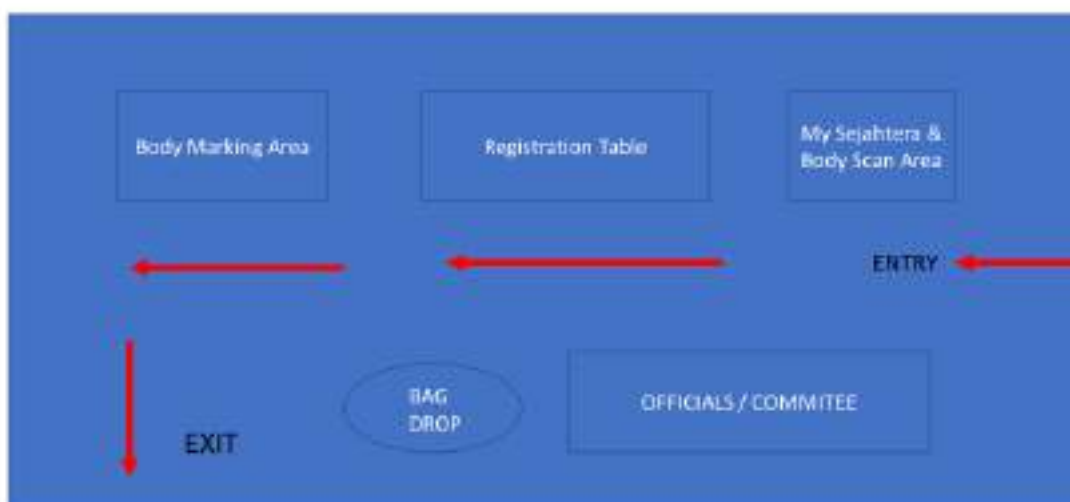 Body Marking Area
Registration Table
My Sejahtera &
Body Scan Area
ENTRY
BAG
DROP
OFFICIALS / COMMITEE
EXIT